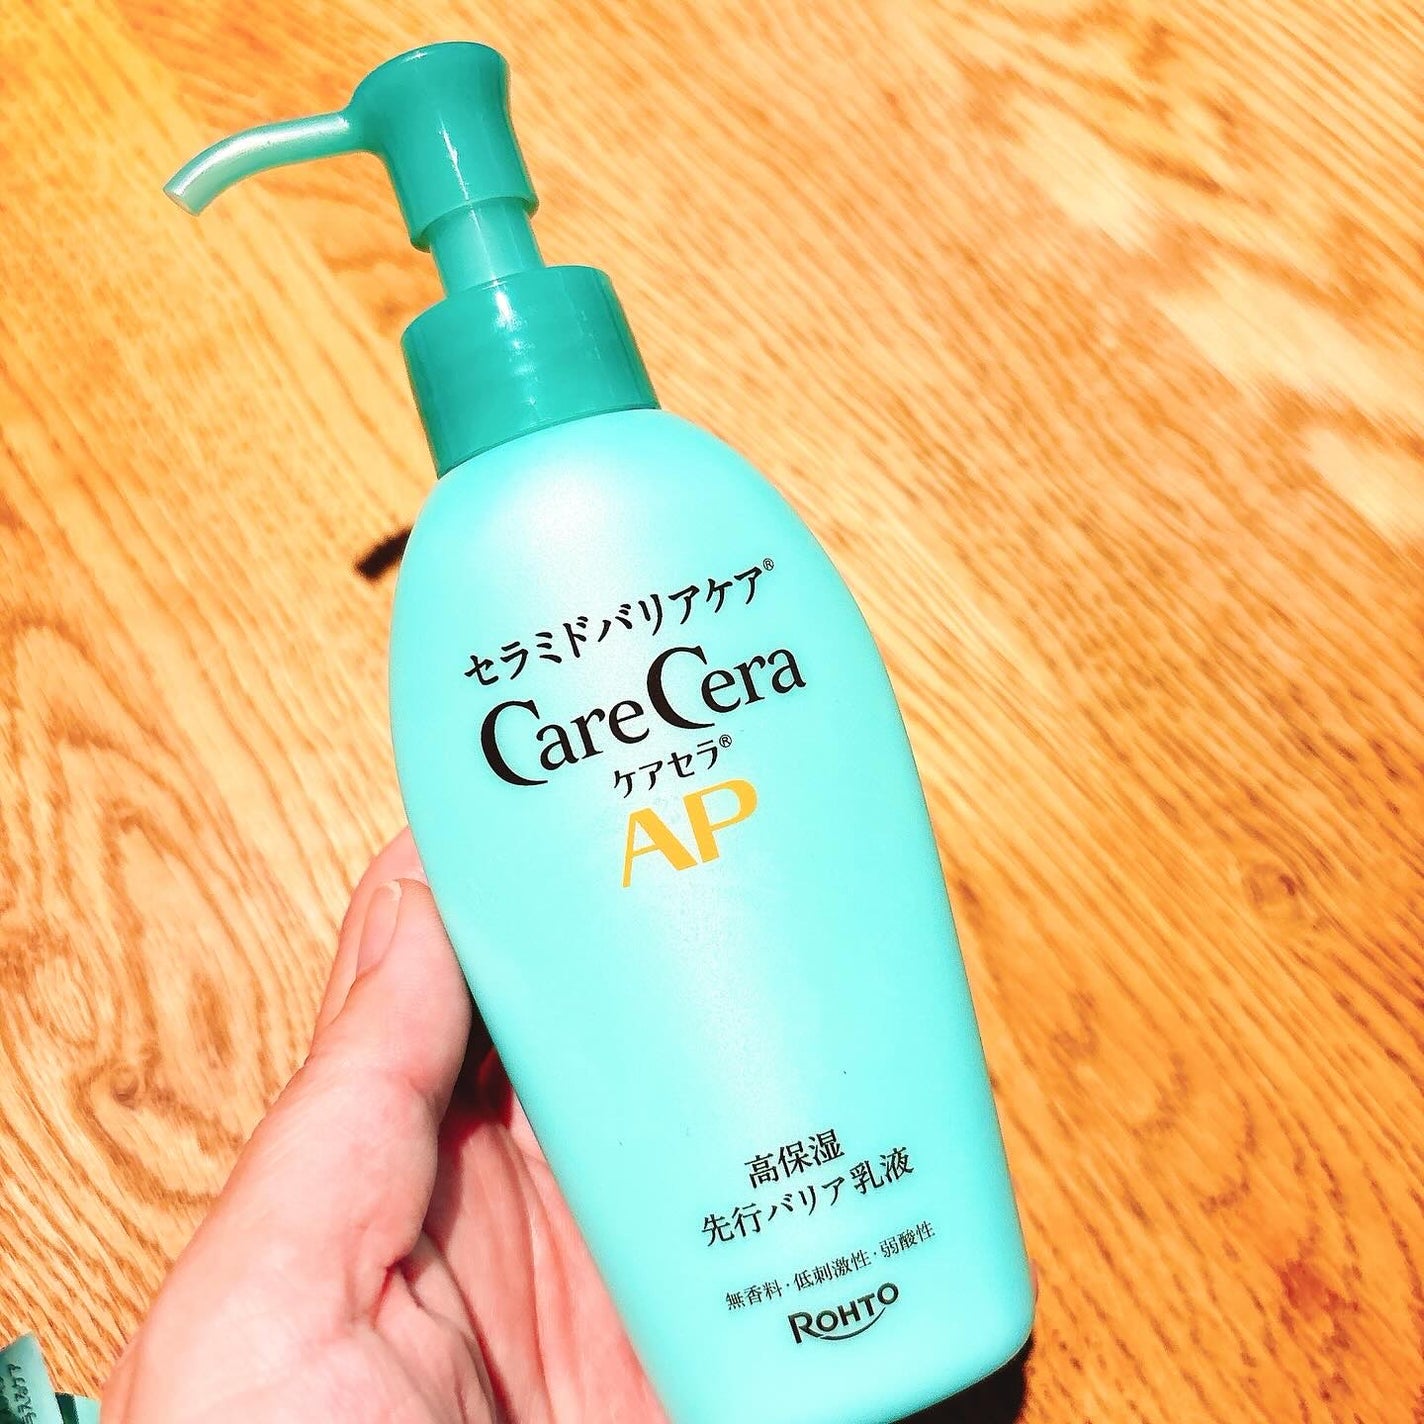 セラミドバリアケア®
CareCera
ケアセラ®
AP
高保湿
先行バリア乳液
無香料・低刺激性・弱酸性
ROHTO